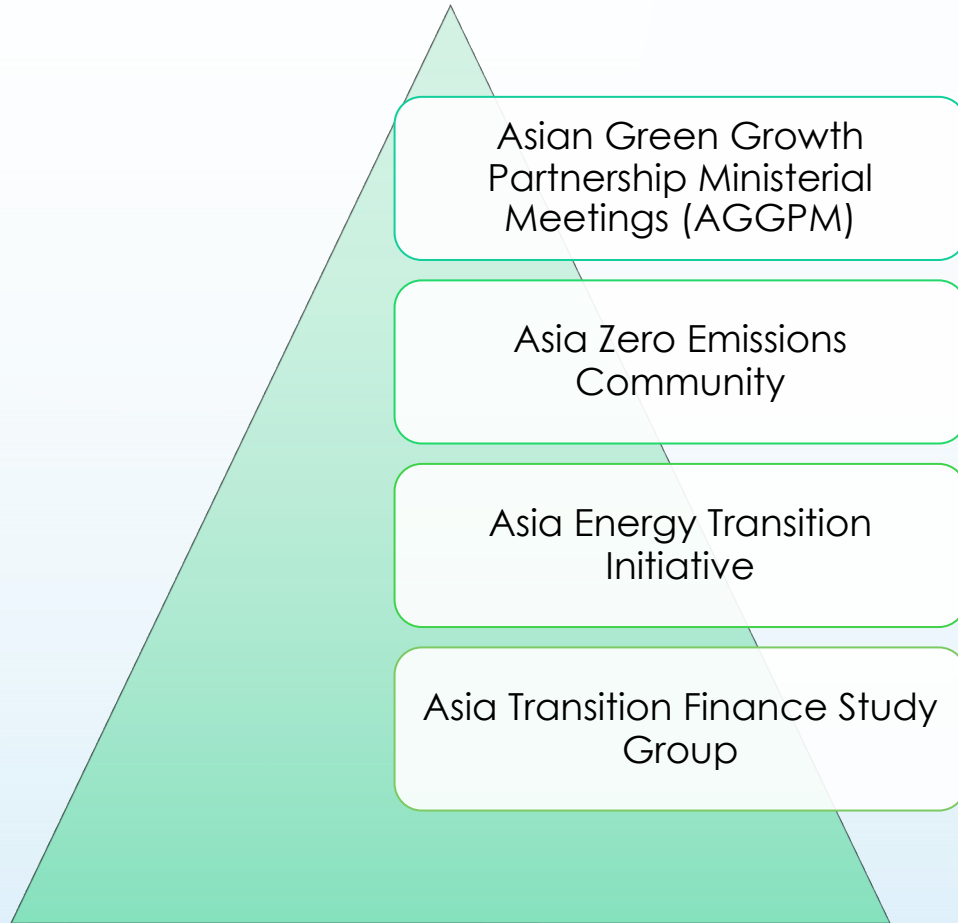 Asian Green Growth
Partnership Ministerial
Meetings (AGGPM)
Asia Zero Emissions
Community
Asia Energy Transition
Initiative
Asia Transition Finance Study
Group